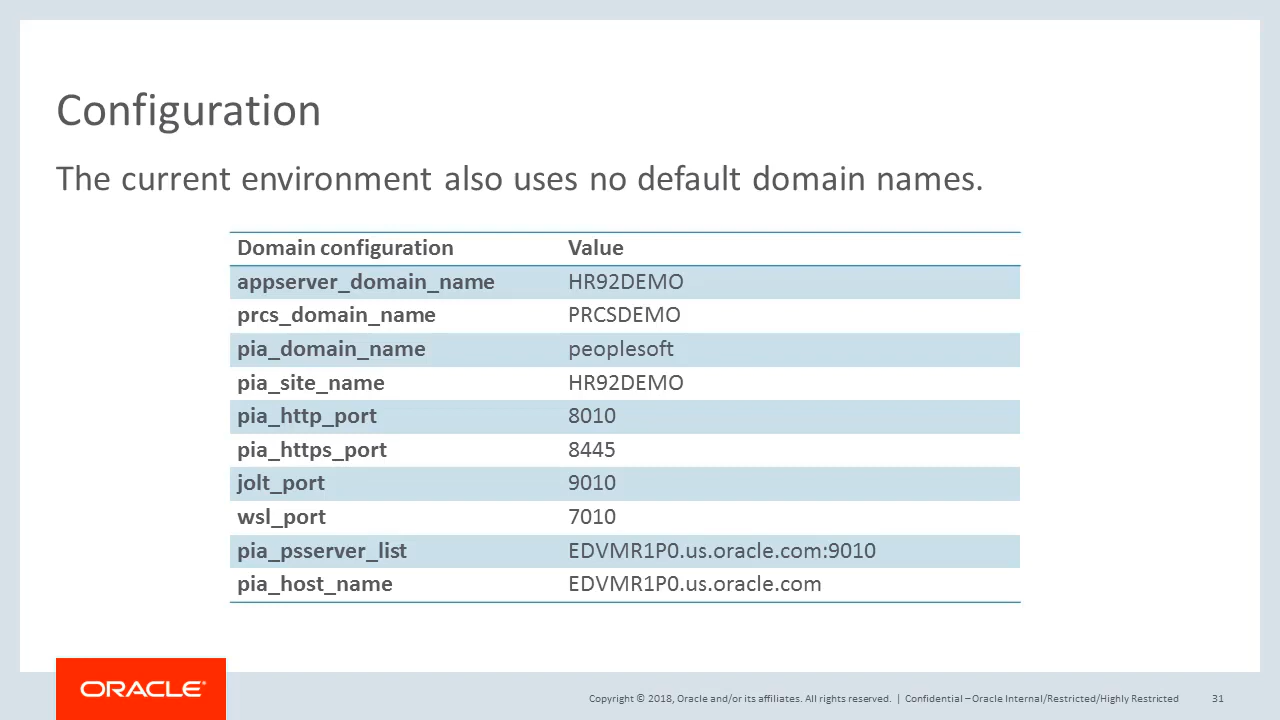 Configuration
The current environment also uses no default domain names.
Domain configuration Value
appserver_domain_name HR92DEMO
prcs_domain_name PRCSDEMO
pia_domain_name peoplesoft
pia_site_name HR92DEMO
pia_http_port 8010
pia_https_port 8445
jolt_port 9010
wsl_port 7010
pia_psserver_list EDVMR1P0.us.oracle.com:9010
pia_host_name EDVMR1P0.us.oracle.com
ORACLE®
Copyright © 2018, Oracle and/or its affiliates. All rights reserved. | Confidential – Oracle Internal/Restricted/Highly Restricted 31